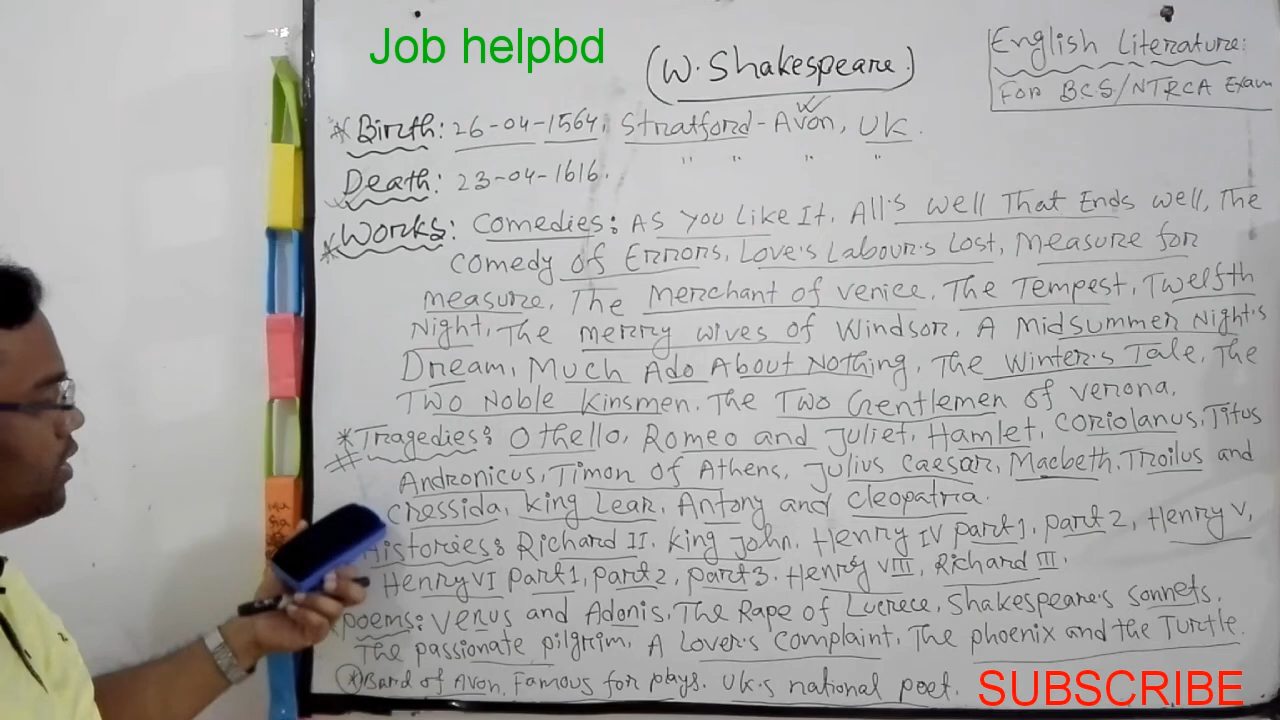 Job helpbd
(W. Shakespeare)
English Literature:
For BCS/NTRCA Exam
* Birth: 26-04-1564, Stratford-Avon, UK.
Death: 23-04-1616. " " " "
* Works: Comedies: As You Like It, All's Well That Ends well, The
Comedy of Errors, Love's Labour's Lost, Measure for
measure, The Merchant of Venice, The Tempest, Twelfth
Night, The merry wives of Windsor, A Midsummer Night's
Dream, Much Ado About Nothing, The Winter's Tale, The
Two Noble Kinsmen, The Two Gentlemen of verona,
* Tragedies: Othello, Romeo and Juliet, Hamlet, Coriolanus, Titus
Andronicus, Timon of Athens, Julius Caesar, Macbeth, Troilus and
Cressida, King Lear, Antony and Cleopatra.
Histories: Richard II, King John, Henry IV part 1, part 2, Henry V,
Henry VI Part 1, part 2, part 3, Henry VIII, Richard III.
poems: Venus and Adonis, The Rape of Lucrece, Shakespeare's sonnets,
The passionate pilgrim, A Lover's Complaint, The phoenix and the Turtle.
* Bard of Avon, Famous for plays. UK's national poet.
SUBSCRIBE